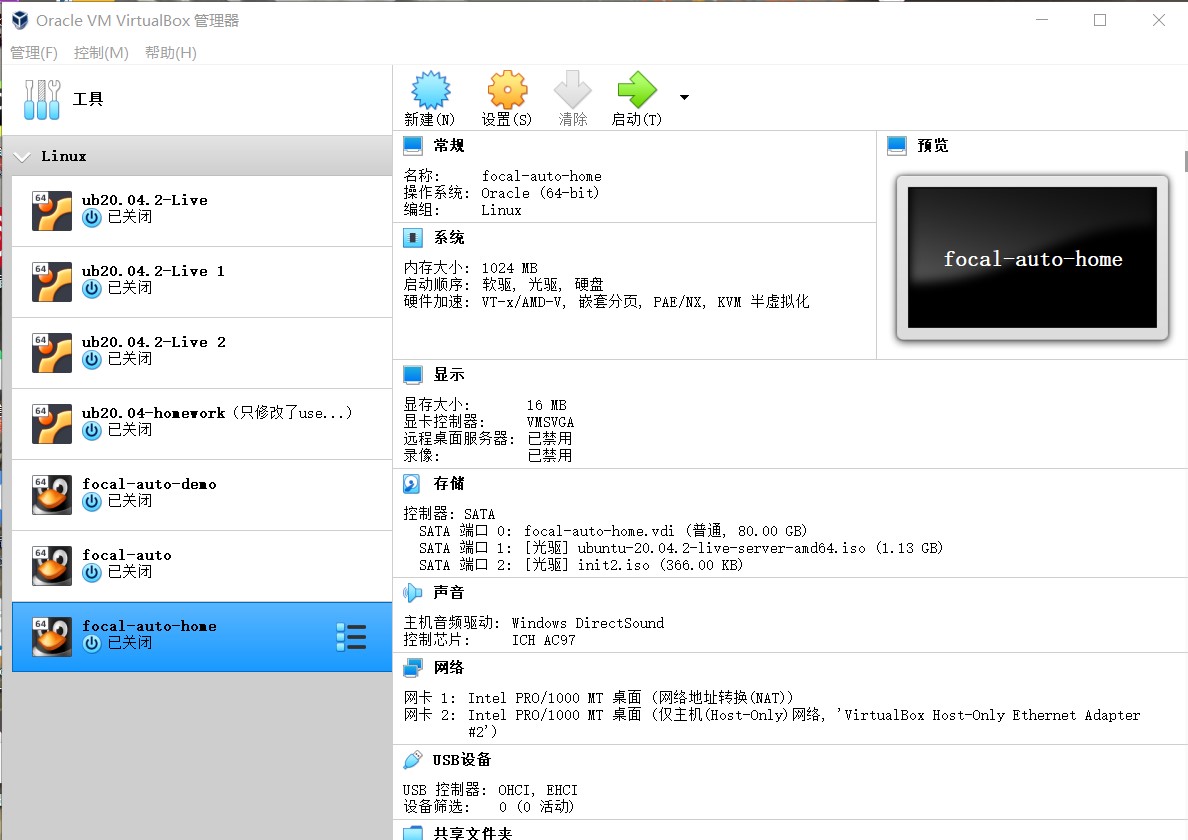 Oracle VM VirtualBox 管理器
管理(F) 控制(M) 帮助(H)
工具
新建(N) 设置(S) 清除 启动(T)
Linux
64
ub20.04.2-Live
已关闭
64
ub20.04.2-Live 1
已关闭
64
ub20.04.2-Live 2
已关闭
64
ub20.04-homework (只修改了use...)
已关闭
64
focal-auto-demo
已关闭
64
focal-auto
已关闭
64
focal-auto-home
已关闭
常规
名称: focal-auto-home
操作系统: Oracle (64-bit)
编组: Linux
预览
focal-auto-home
系统
内存大小: 1024 MB
启动顺序: 软驱, 光驱, 硬盘
硬件加速: VT-x/AMD-V, 嵌套分页, PAE/NX, KVM 半虚拟化
显示
显存大小: 16 MB
显卡控制器: VMSVGA
远程桌面服务器: 已禁用
录像: 已禁用
存储
控制器: SATA
SATA 端口 0: focal-auto-home.vdi (普通, 80.00 GB)
SATA 端口 1: [光驱] ubuntu-20.04.2-live-server-amd64.iso (1.13 GB)
SATA 端口 2: [光驱] init2.iso (366.00 KB)
声音
主机音频驱动: Windows DirectSound
控制芯片: ICH AC97
网络
网卡 1: Intel PRO/1000 MT 桌面 (网络地址转换(NAT))
网卡 2: Intel PRO/1000 MT 桌面 (仅主机(Host-Only)网络, 'VirtualBox Host-Only Ethernet Adapter
#2')
USB设备
USB 控制器: OHCI, EHCI
设备筛选: 0 (0 活动)
共享文件夹